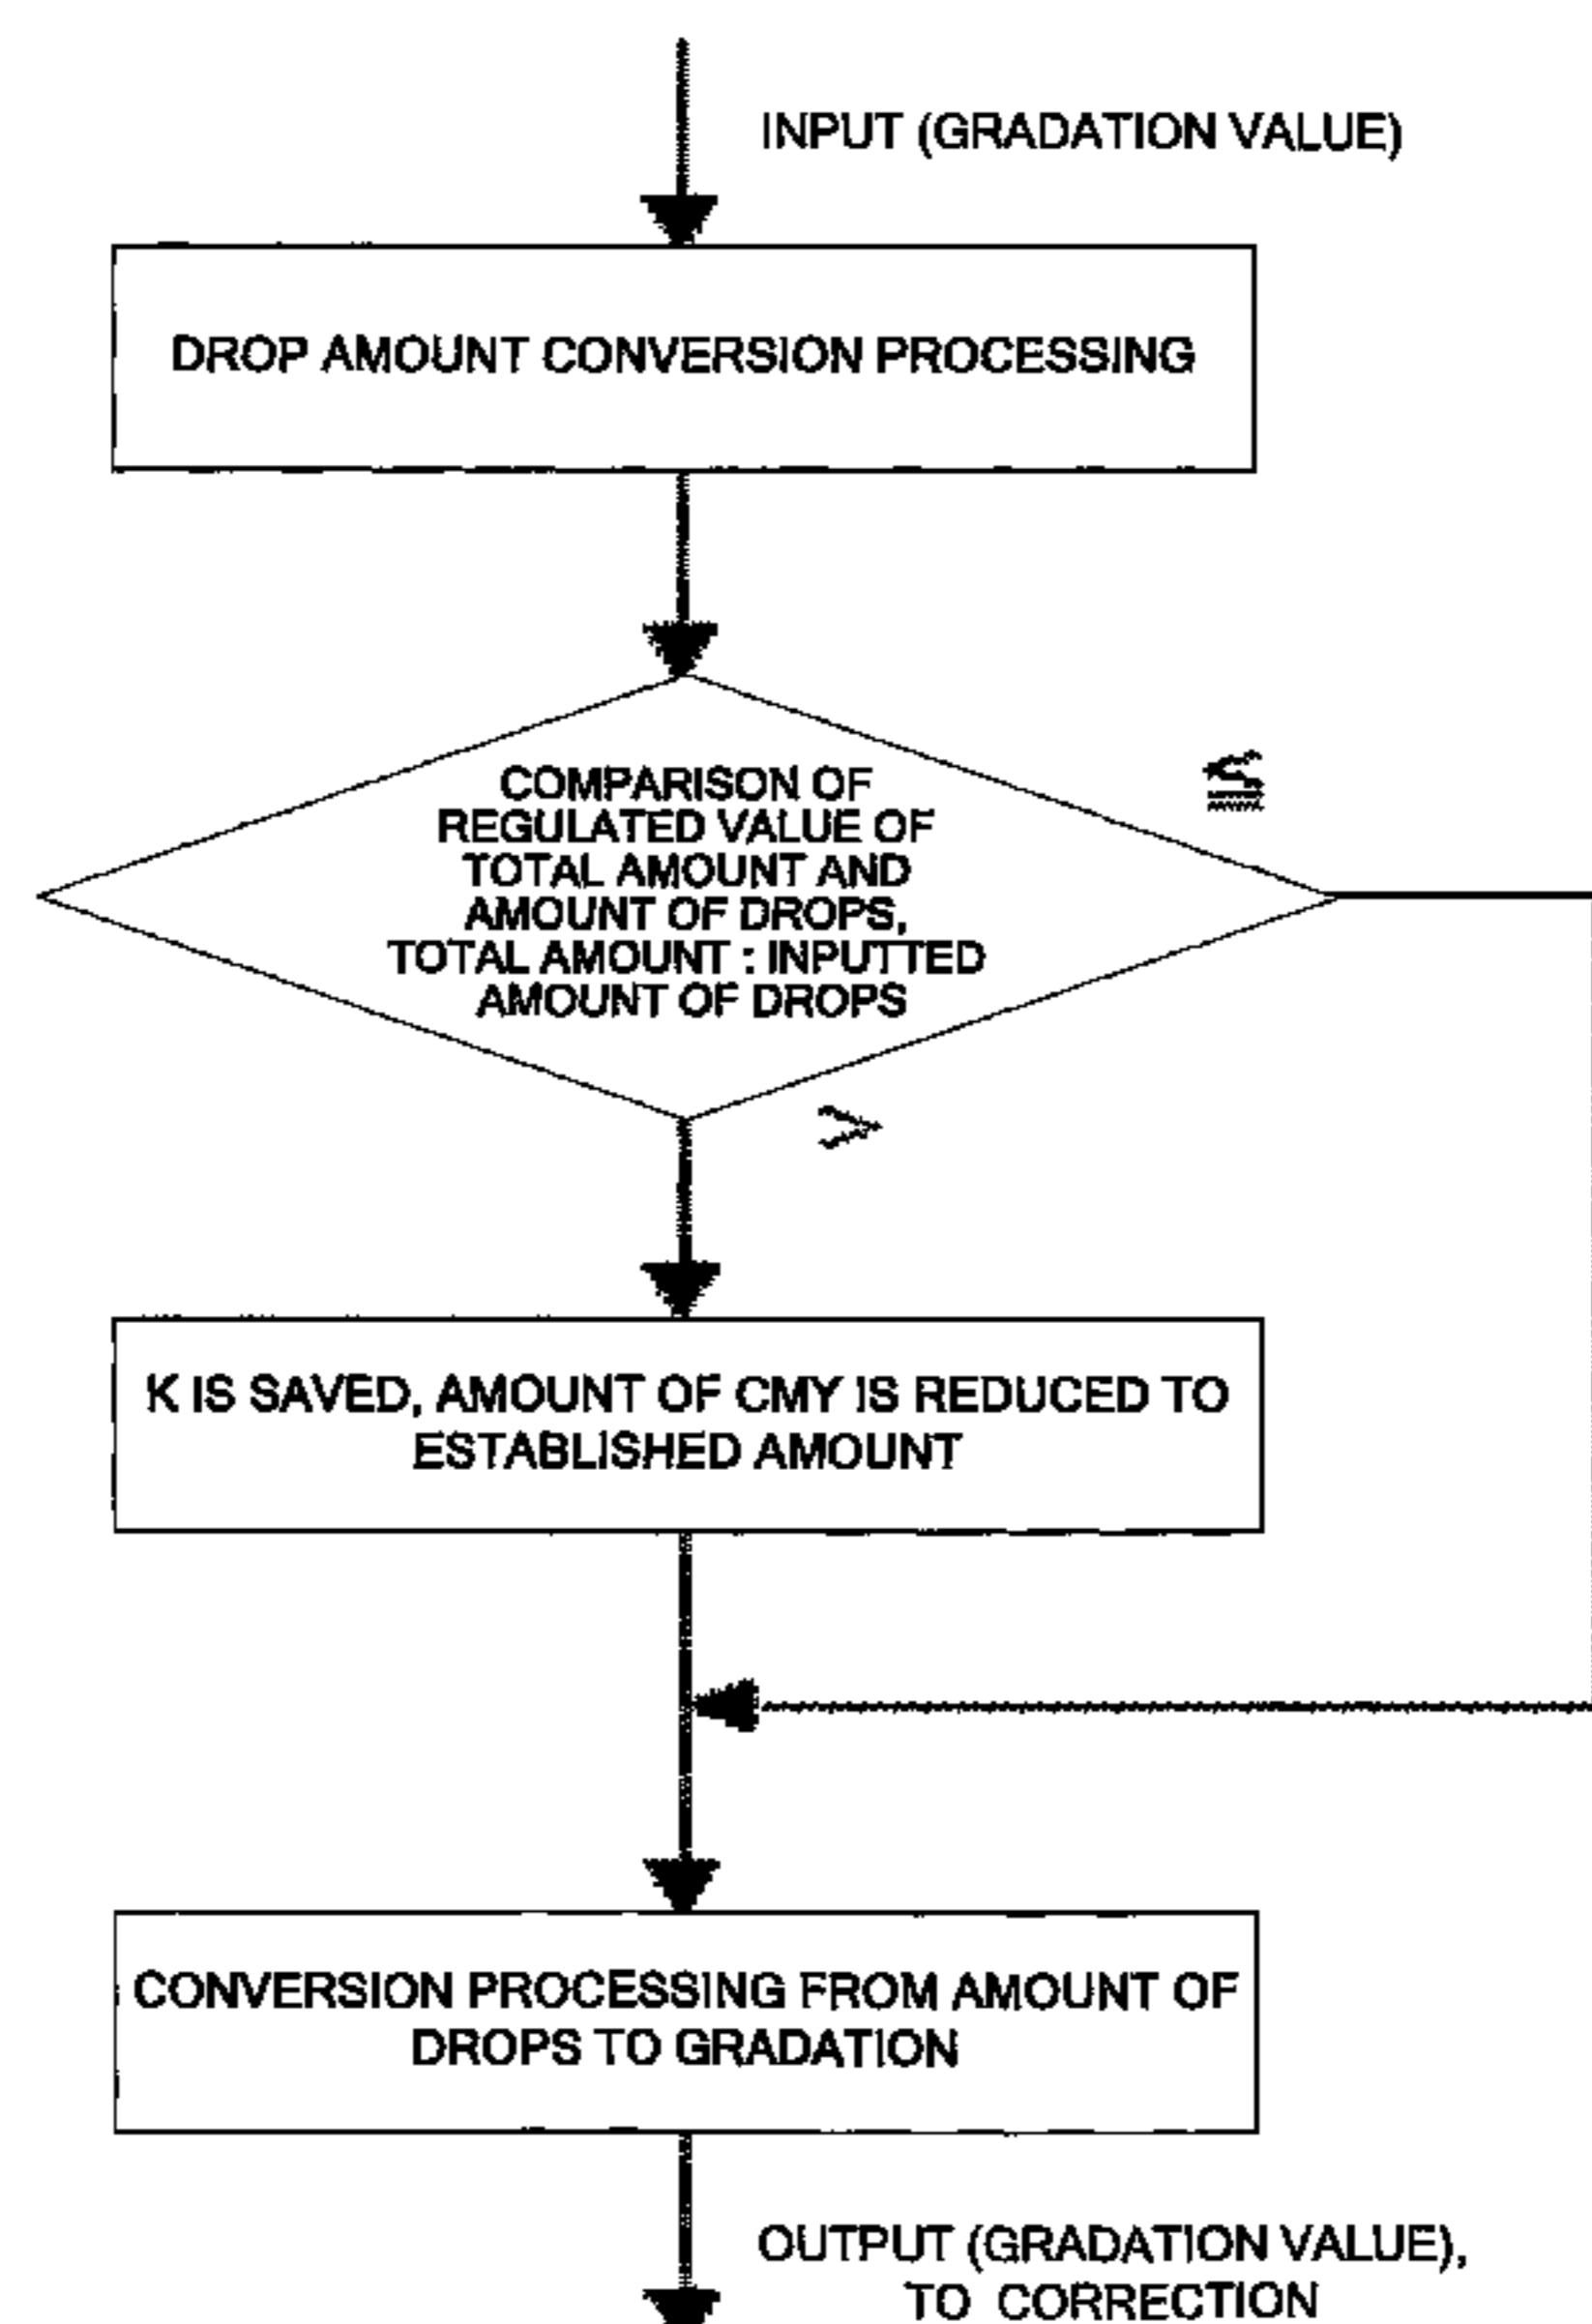 INPUT (GRADATION VALUE)
DROP AMOUNT CONVERSION PROCESSING
COMPARISON OF
REGULATED VALUE OF
TOTAL AMOUNT AND
AMOUNT OF DROPS,
TOTAL AMOUNT : INPUTTED
AMOUNT OF DROPS
≦
>
K IS SAVED, AMOUNT OF CMY IS REDUCED TO
ESTABLISHED AMOUNT
CONVERSION PROCESSING FROM AMOUNT OF
DROPS TO GRADATION
OUTPUT (GRADATION VALUE),
TO CORRECTION